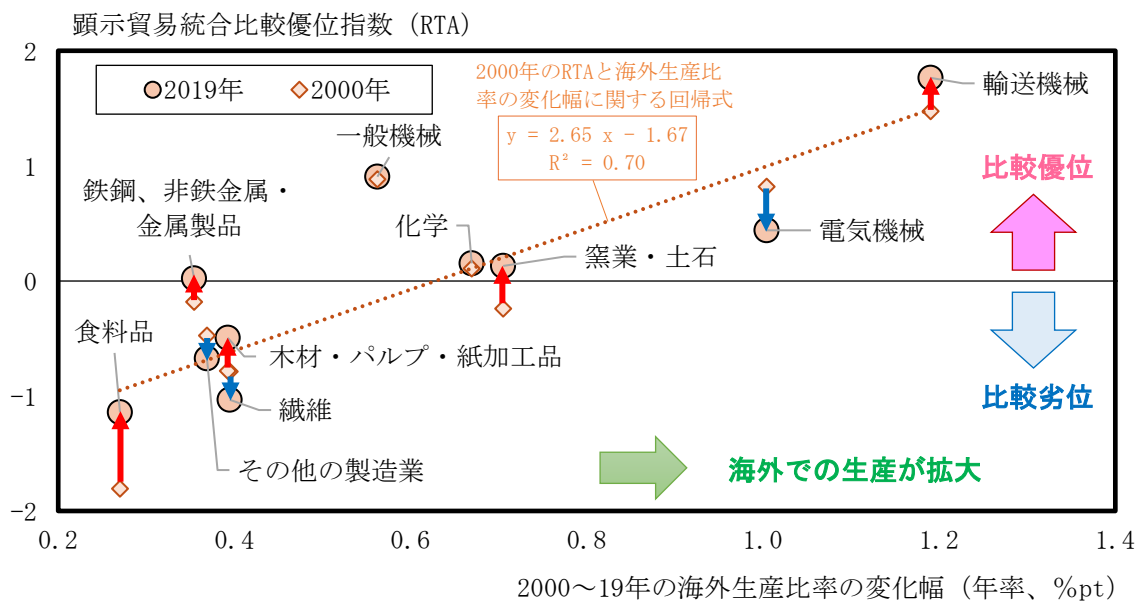 顕示貿易統合比較優位指数（RTA）
2
1
0
−1
−2
2019年
2000年
2000年のRTAと海外生産比
率の変化幅に関する回帰式
y = 2.65 x − 1.67
R² = 0.70
輸送機械
一般機械
比較優位
鉄鋼、非鉄金属・
金属製品
化学
電気機械
窯業・土石
食料品
木材・パルプ・紙加工品
比較劣位
繊維
その他の製造業
海外での生産が拡大
0.2
0.4
0.6
0.8
1.0
1.2
1.4
2000～19年の海外生産比率の変化幅（年率、%pt）